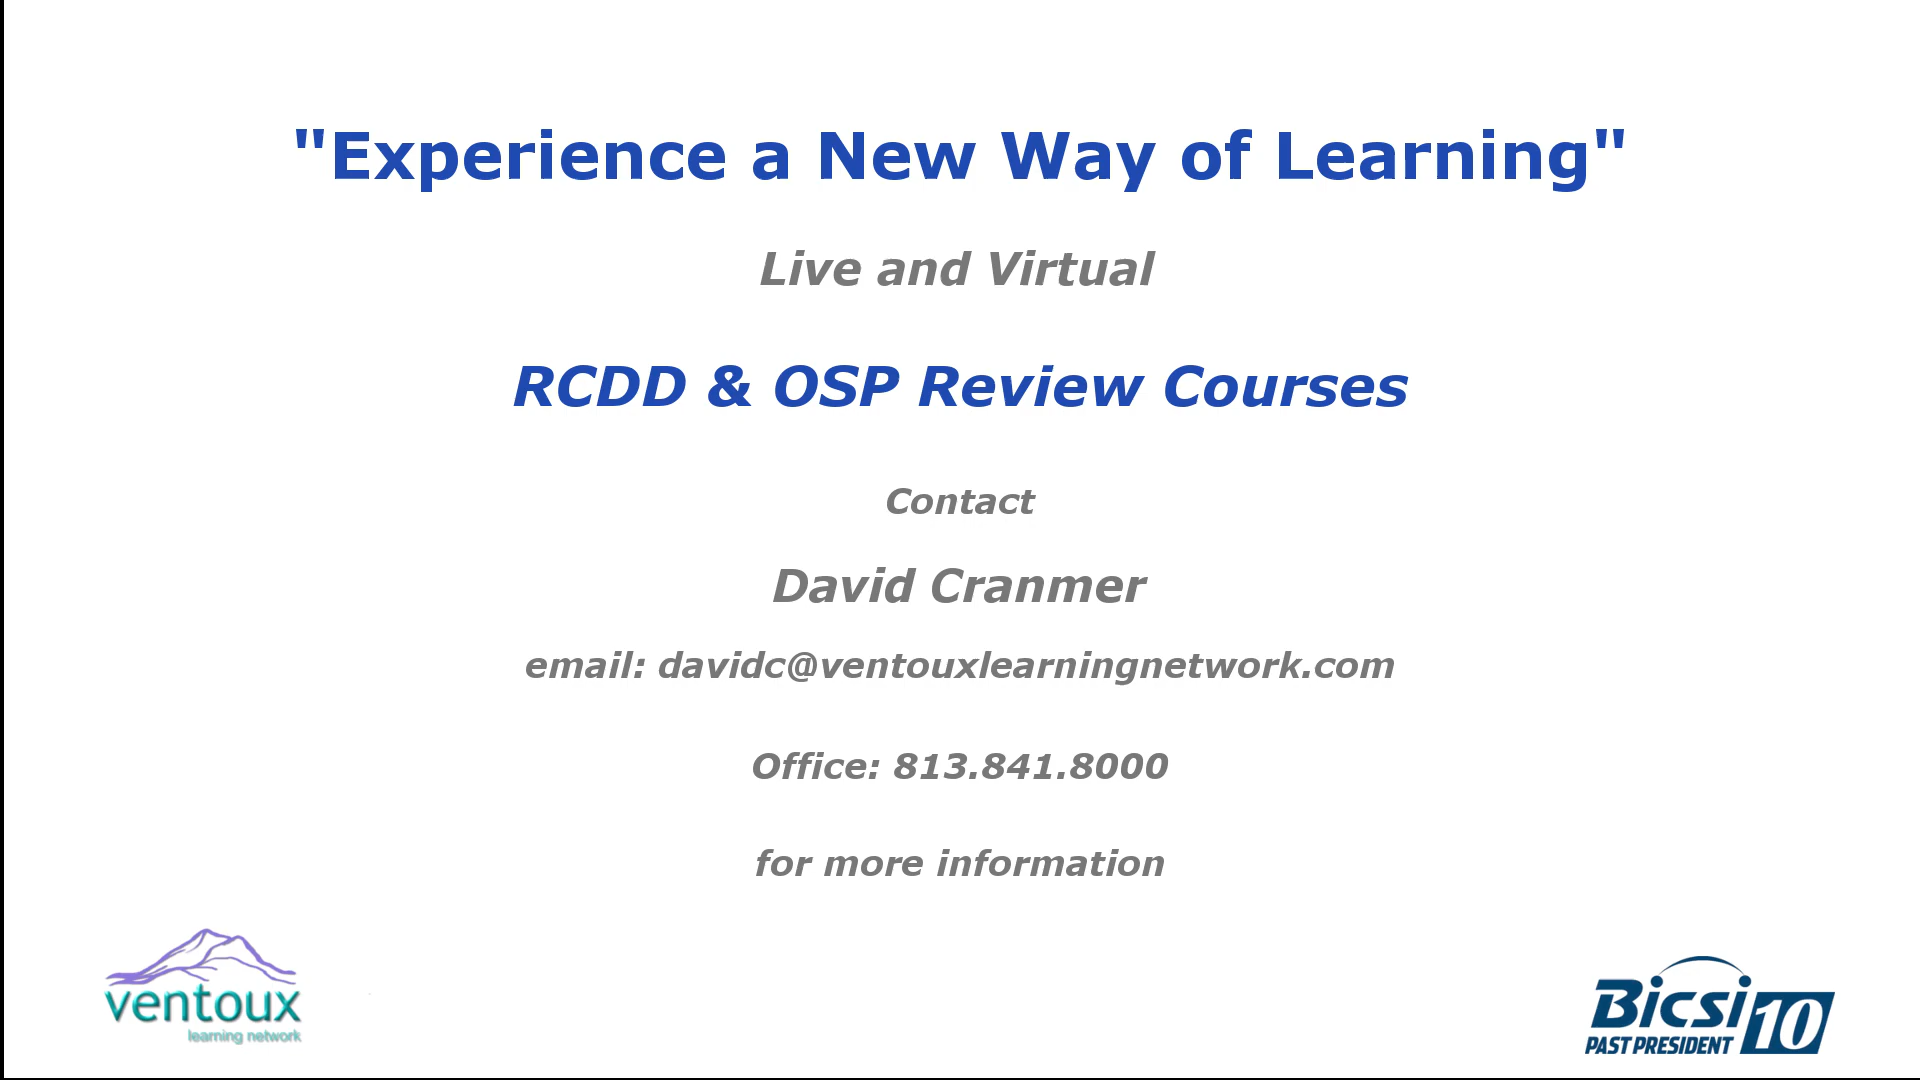 "Experience a New Way of Learning"
Live and Virtual
RCDD & OSP Review Courses
Contact
David Cranmer
email: davidc@ventouxlearningnetwork.com
Office: 813.841.8000
for more information
ventoux
learning network
Bicsi 10
PAST PRESIDENT